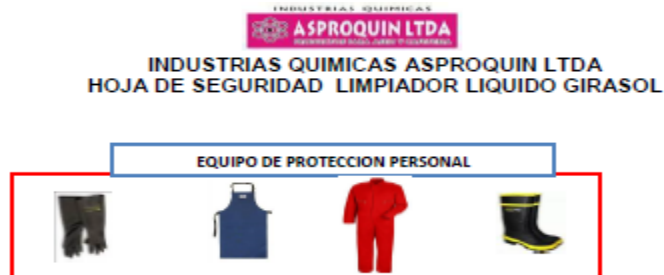 INDUSTRIAS QUIMICAS
ASPROQUIN LTDA
INDUSTRIAS QUIMICAS ASPROQUIN LTDA
HOJA DE SEGURIDAD LIMPIADOR LIQUIDO GIRASOL
EQUIPO DE PROTECCION PERSONAL